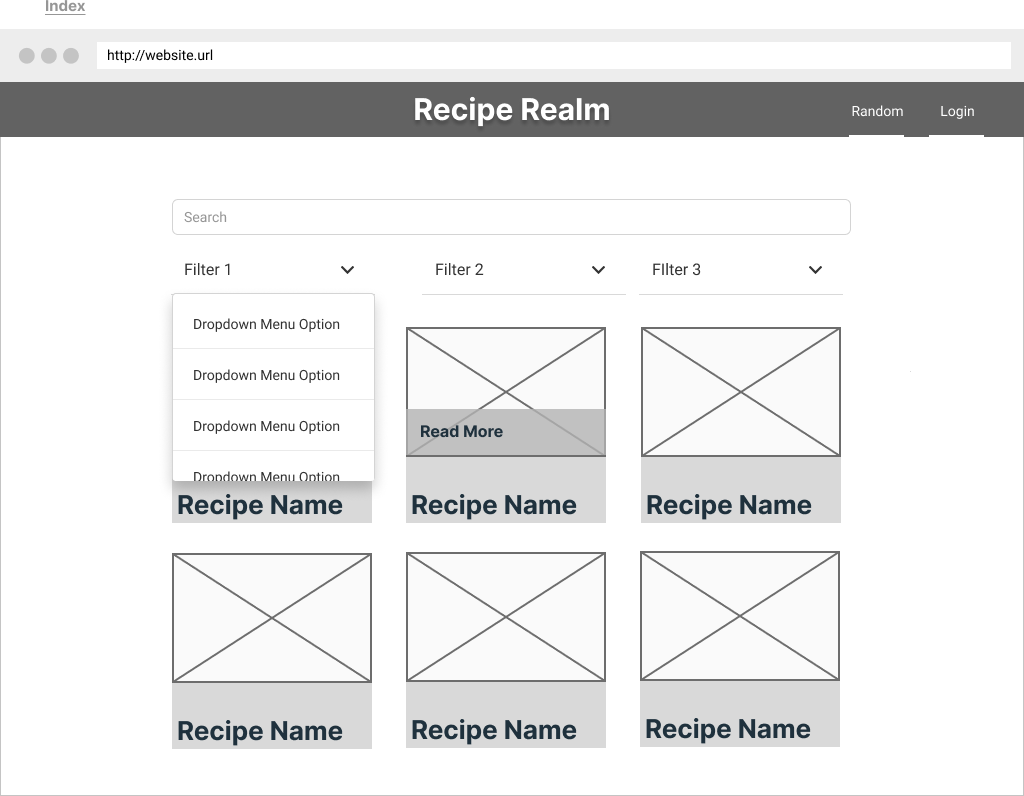 Index
http://website.url
Recipe Realm
Random
Login
Search
Filter 1
Filter 2
FIlter 3
Dropdown Menu Option
Dropdown Menu Option
Dropdown Menu Option
Dropdown Menu Option
Read More
Recipe Name
Recipe Name
Recipe Name
Recipe Name
Recipe Name
Recipe Name